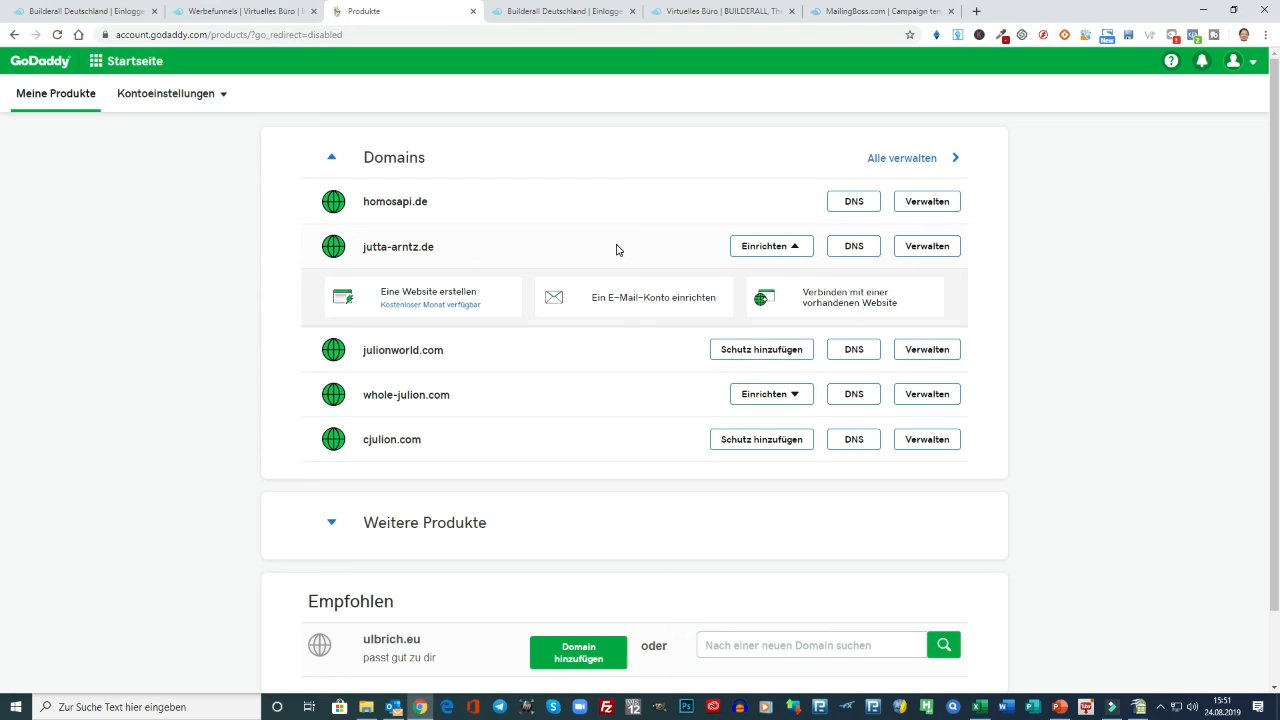 Builderall Deutschland | Einlogge
Werbefunnels | Virtuelles Büro | D
Produkte
Builderall Deutschland | Einlogge
Virtuelles Büro | BUILDERALL, The
MailingBoss.com | Campaign ter
account.godaddy.com/products/?go_redirect=disabled
New
GoDaddy
Startseite
Meine Produkte
Kontoeinstellungen
Domains
Alle verwalten
homosapi.de
DNS
Verwalten
jutta-arntz.de
Einrichten
DNS
Verwalten
Eine Website erstellen
Kostenloser Monat verfügbar
Ein E-Mail-Konto einrichten
Verbinden mit einer
vorhandenen Website
julionworld.com
Schutz hinzufügen
DNS
Verwalten
whole-julion.com
Einrichten
DNS
Verwalten
cjulion.com
Schutz hinzufügen
DNS
Verwalten
Weitere Produkte
Empfohlen
ulbrich.eu
passt gut zu dir
Domain
hinzufügen
oder
Nach einer neuen Domain suchen
Zur Suche Text hier eingeben
15:51
24.08.2019